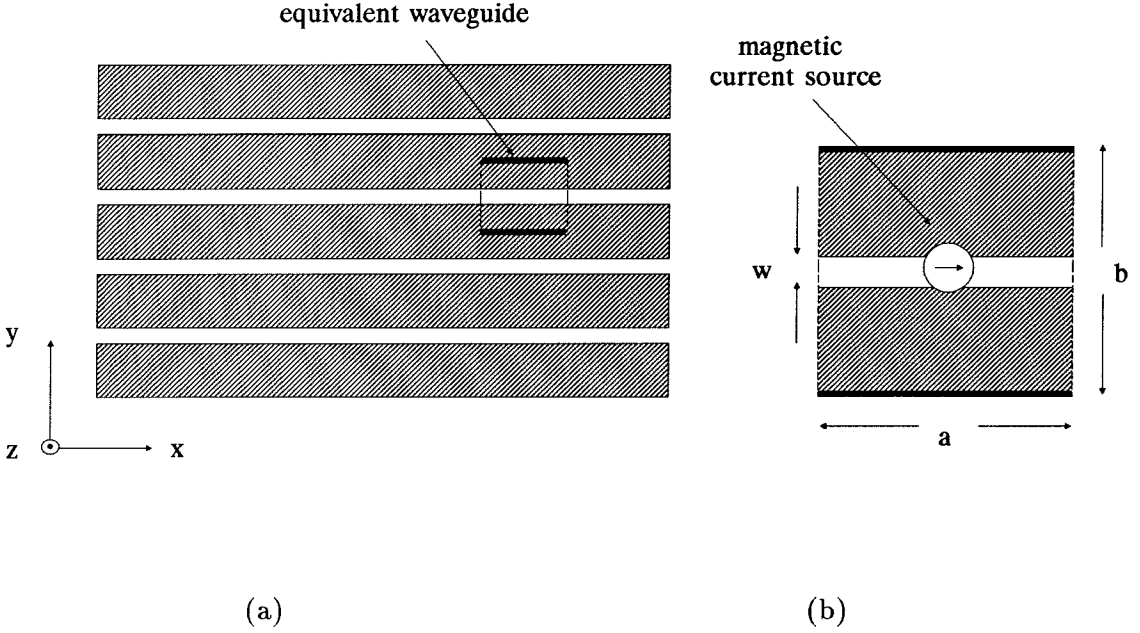 equivalent waveguide
magnetic
current source
w
b
a
y
z
x
(a)
(b)